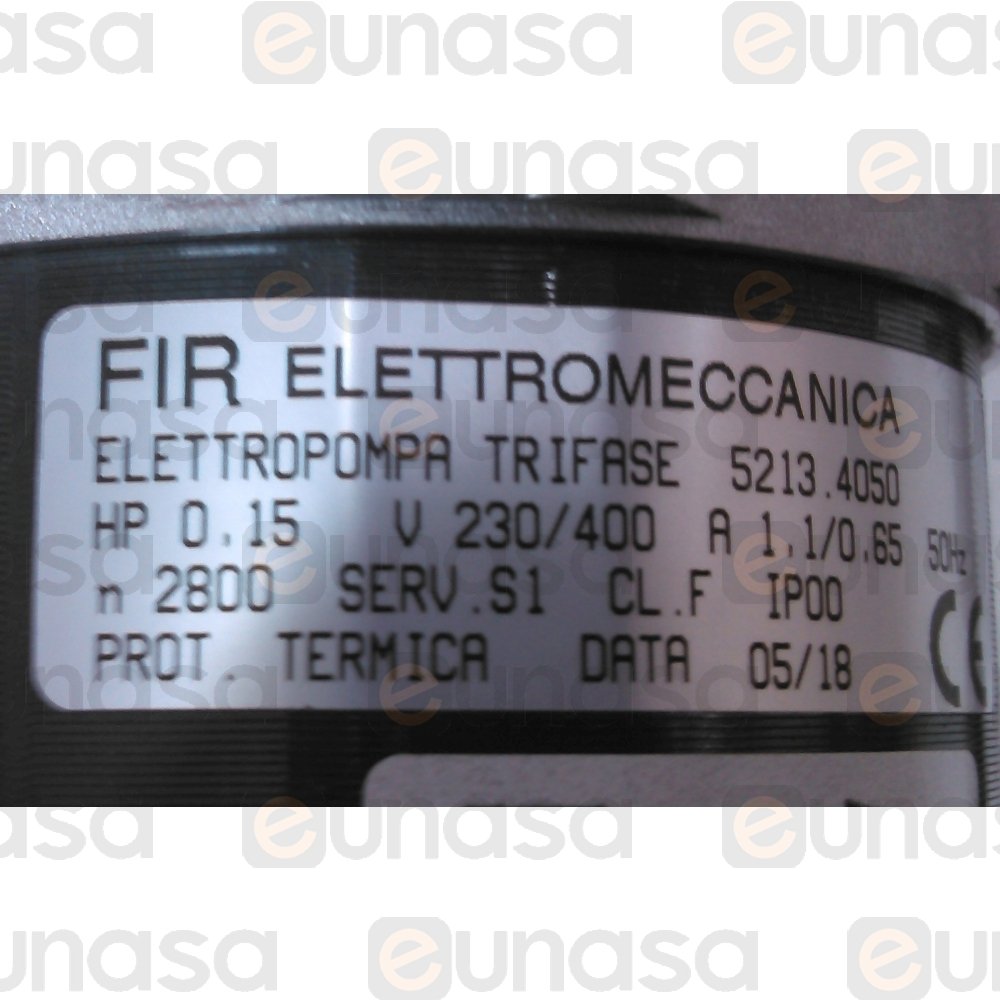 eunasa
FIR ELETTROMECCANICA
ELETTROPOMPA TRIFASE 5213.4050
HP 0.15 V 230/400 A 1.1/0.65 50Hz
n 2800 SERV.S1 CL.F IP00
PROT. TERMICA DATA 05/18 CE